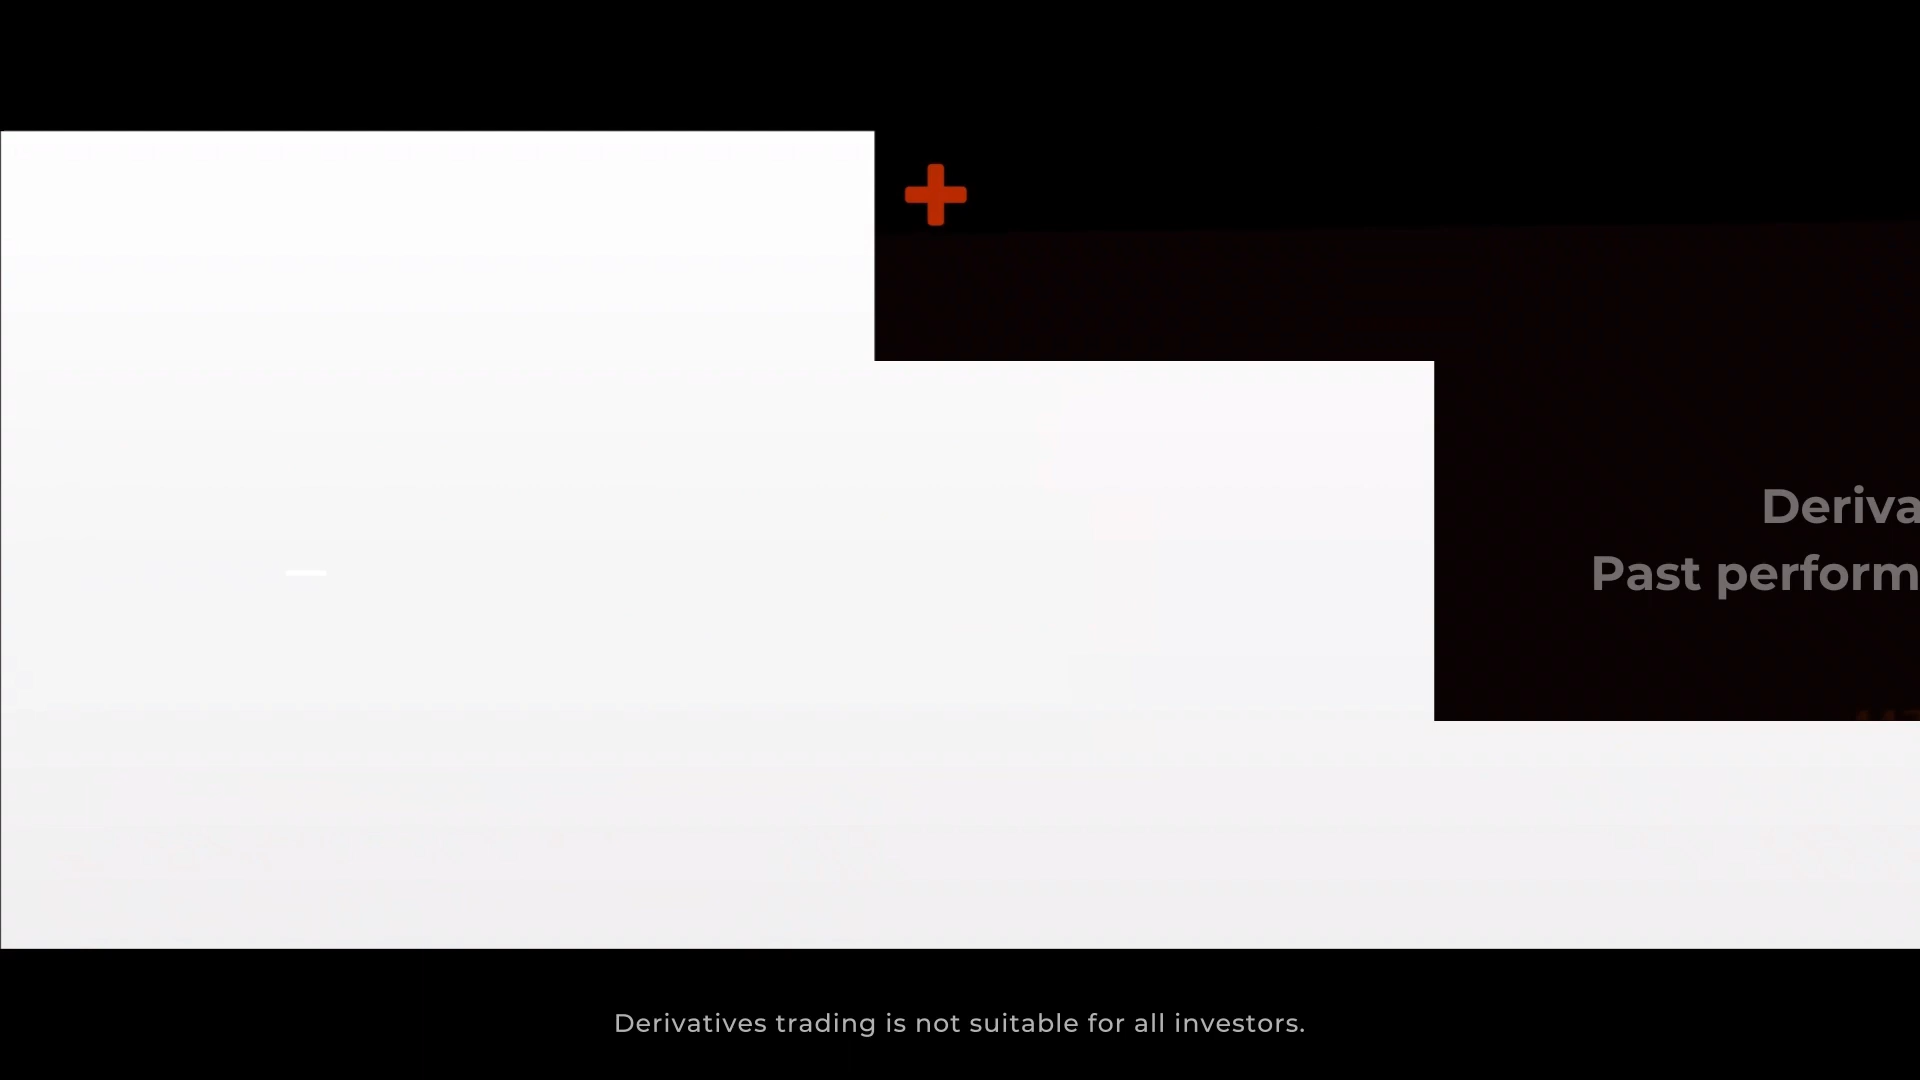 Deriva
Past perform
Derivatives trading is not suitable for all investors.